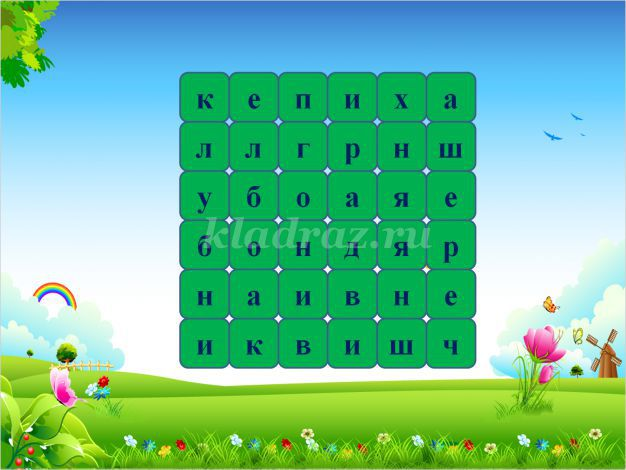 к е п и х а
л л г р н ш
у б о а я е
б о н д я р
н а и в н е
и к в и ш ч
kladraz.ru